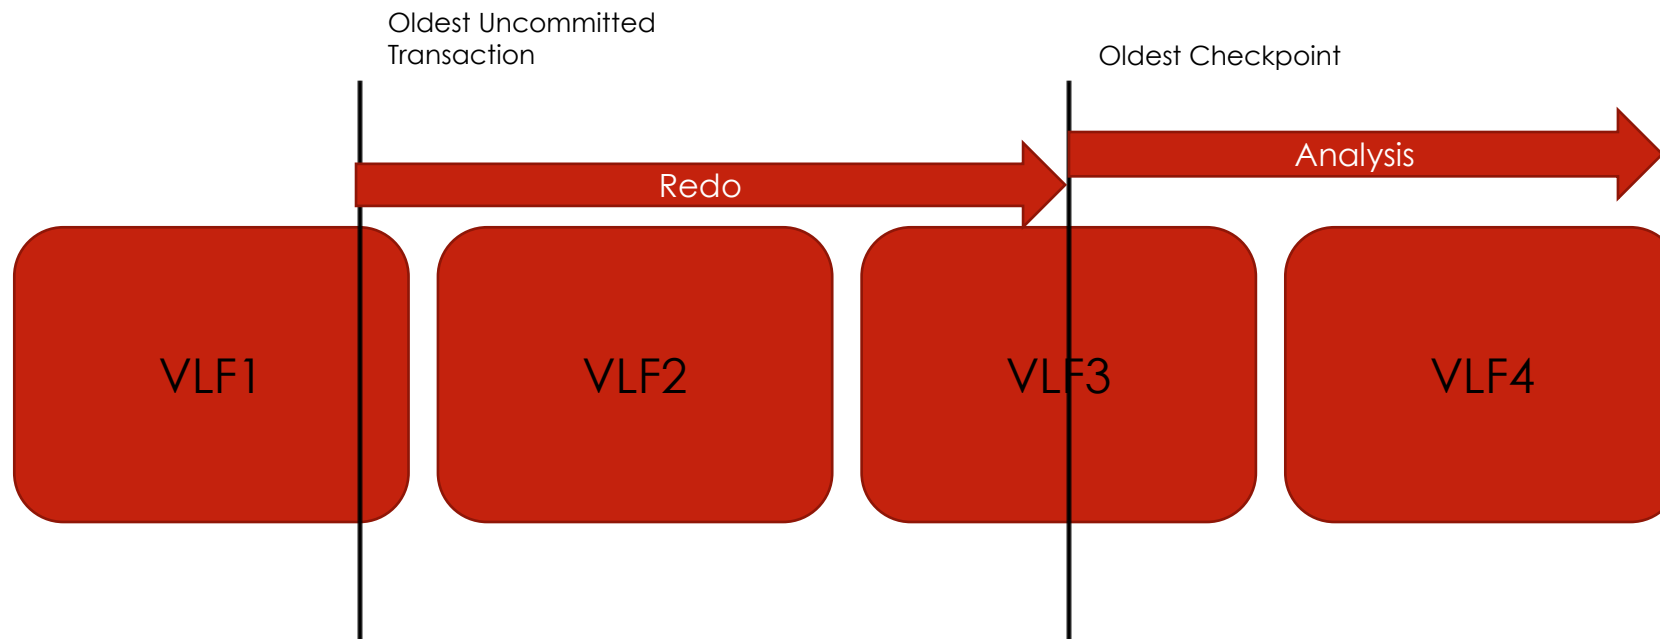 Oldest Uncommitted
Transaction
Oldest Checkpoint
Analysis
Redo
VLF1
VLF2
VLF3
VLF4